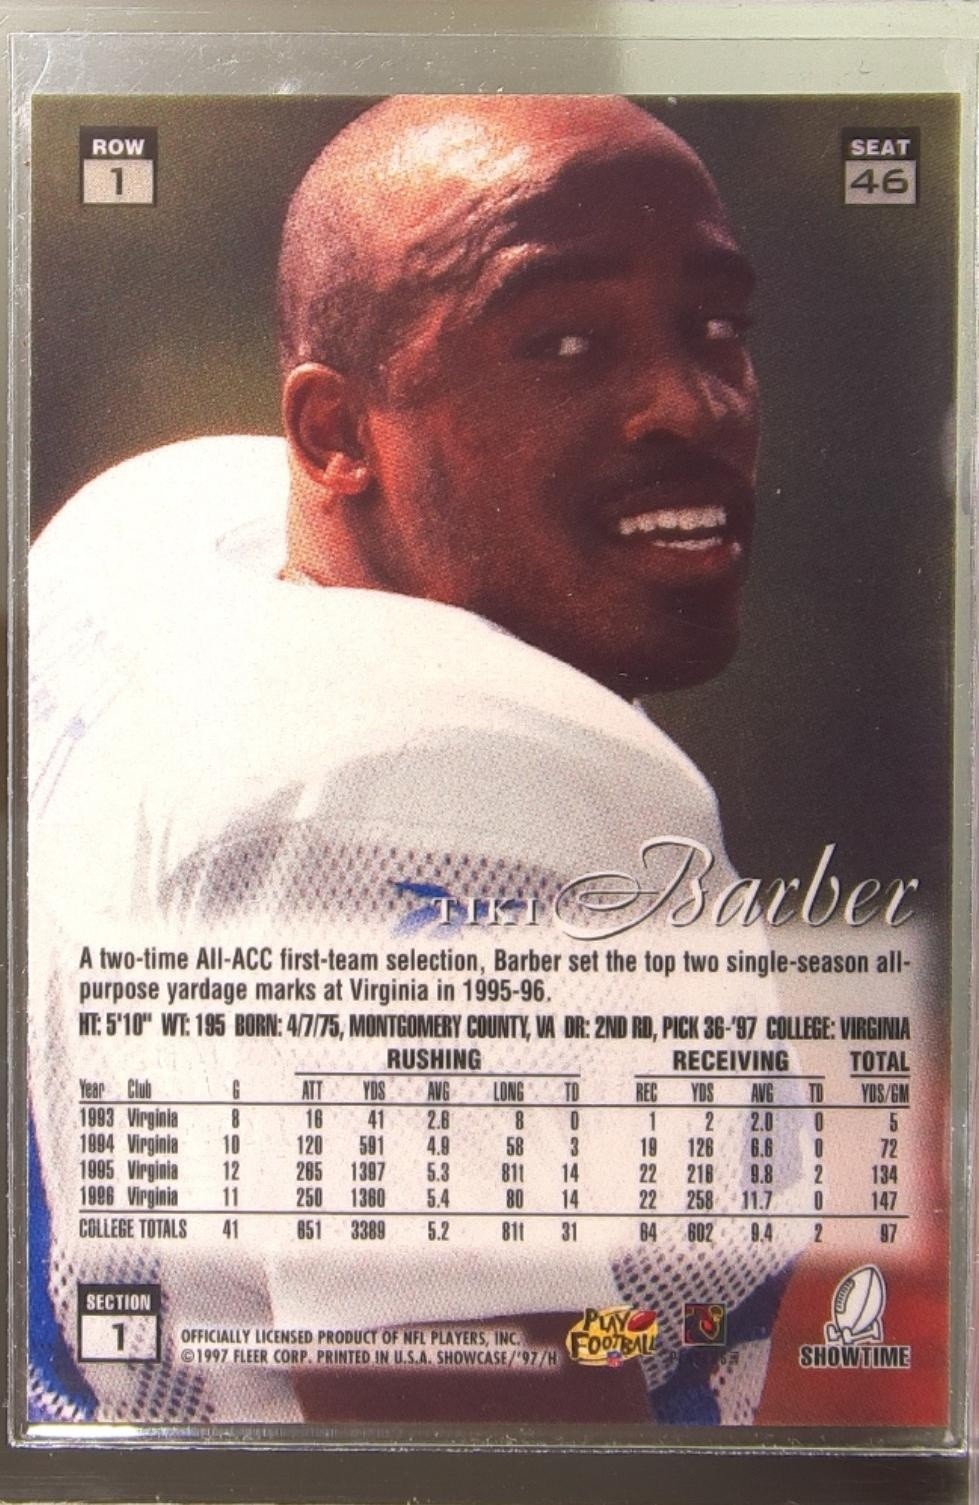 ROW
1
SEAT
46
TIKI Barber
A two-time All-ACC first-team selection, Barber set the top two single-season all-
purpose yardage marks at Virginia in 1995-96.
HT: 5'10" WT: 195 BORN: 4/7/75, MONTGOMERY COUNTY, VA DR: 2ND RD, PICK 36-'97 COLLEGE: VIRGINIA
RUSHING RECEIVING TOTAL
Year Club G ATT YDS AVG LONG TD REC YDS AVG TD YDS/GM
1993 Virginia 8 16 41 2.6 8 0 1 2 2.0 0 5
1994 Virginia 10 120 591 4.9 58 3 19 126 6.6 0 72
1995 Virginia 12 265 1397 5.3 81t 14 22 216 9.8 2 134
1996 Virginia 11 250 1360 5.4 80 14 22 258 11.7 0 147
COLLEGE TOTALS 41 651 3389 5.2 81t 31 64 602 9.4 2 97
SECTION
1
OFFICIALLY LICENSED PRODUCT OF NFL PLAYERS, INC.
©1997 FLEER CORP. PRINTED IN U.S.A. SHOWCASE/'97/H
PLAY
FOOTBALL
SHOWTIME